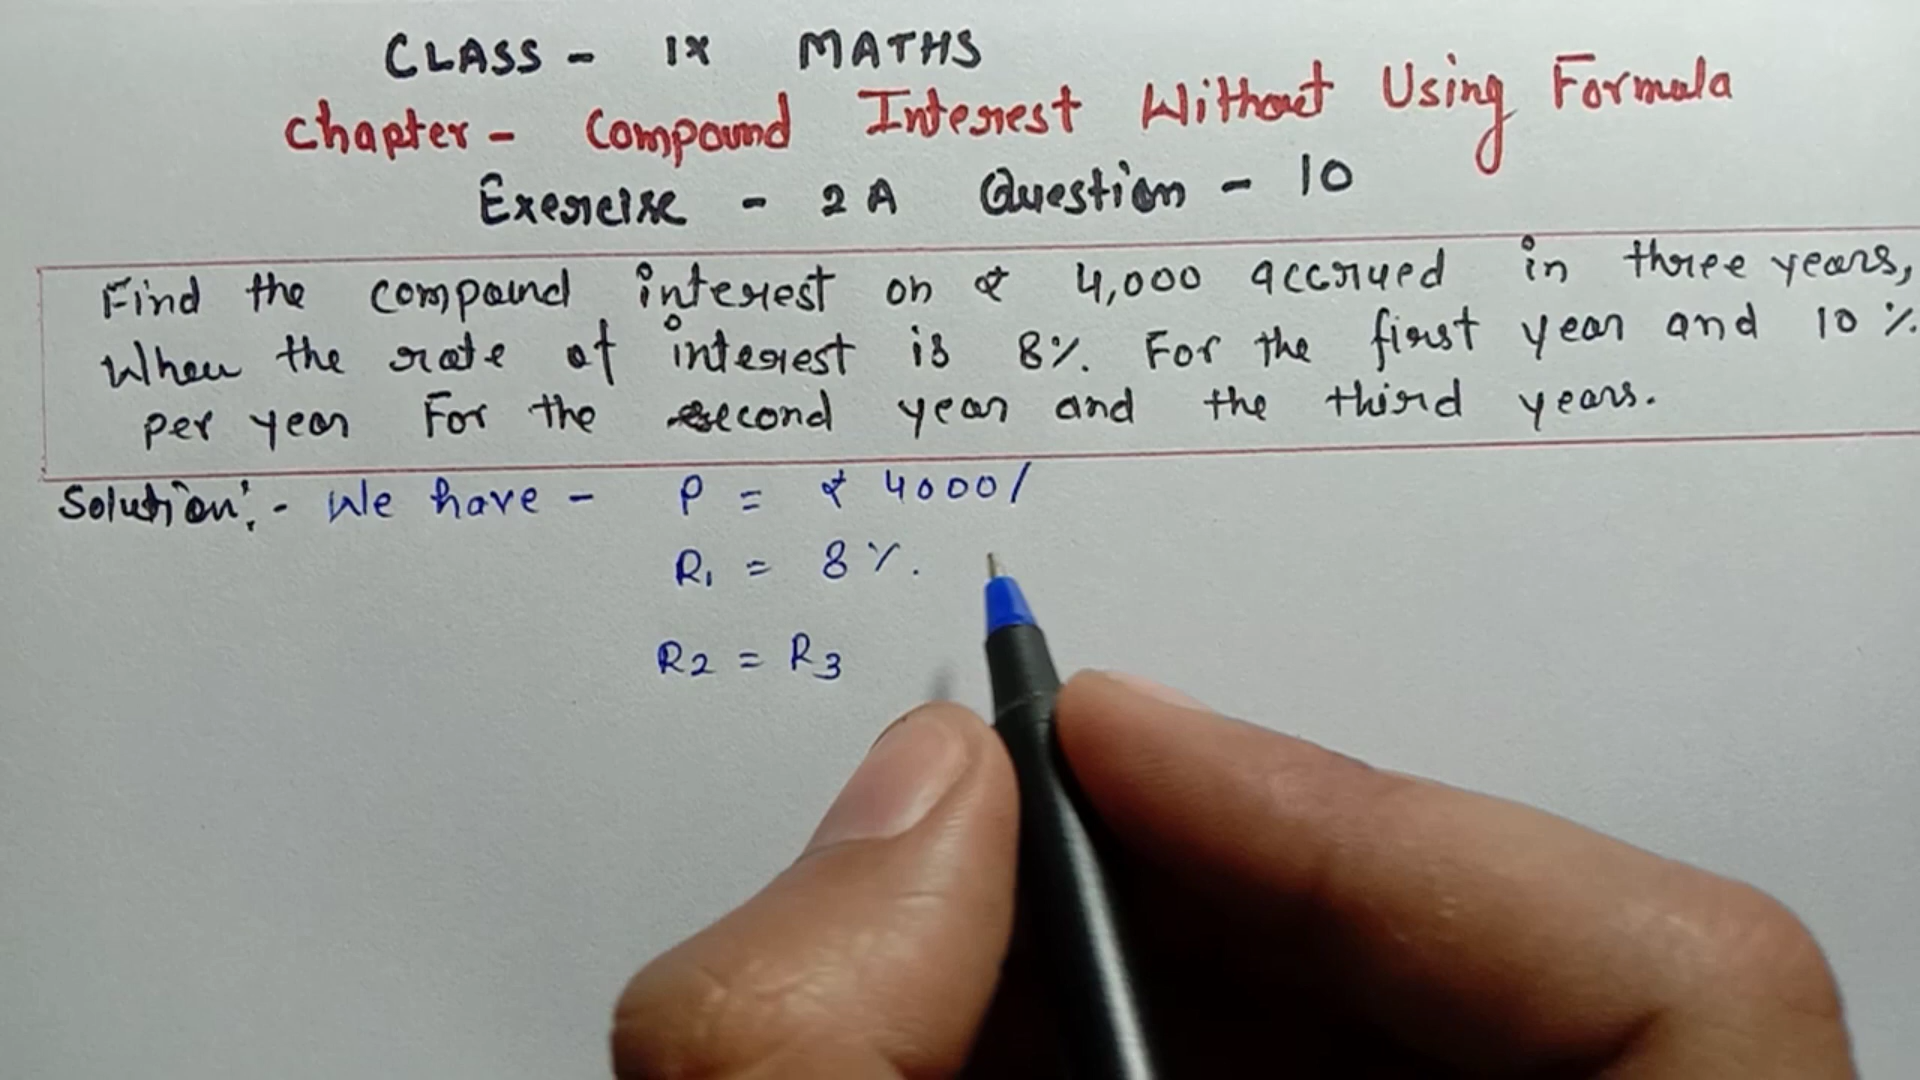 CLASS - IX MATHS
Chapter - Compound Interest Without Using Formula
Exercise - 2A Question - 10
Find the compound interest on ₹ 4,000 accrued in three years,
When the rate of interest is 8%. For the first year and 10%.
per year For the second year and the third years.
Solution:- We have - P = ₹ 4000/
R₁ = 8%.
R2 = R3